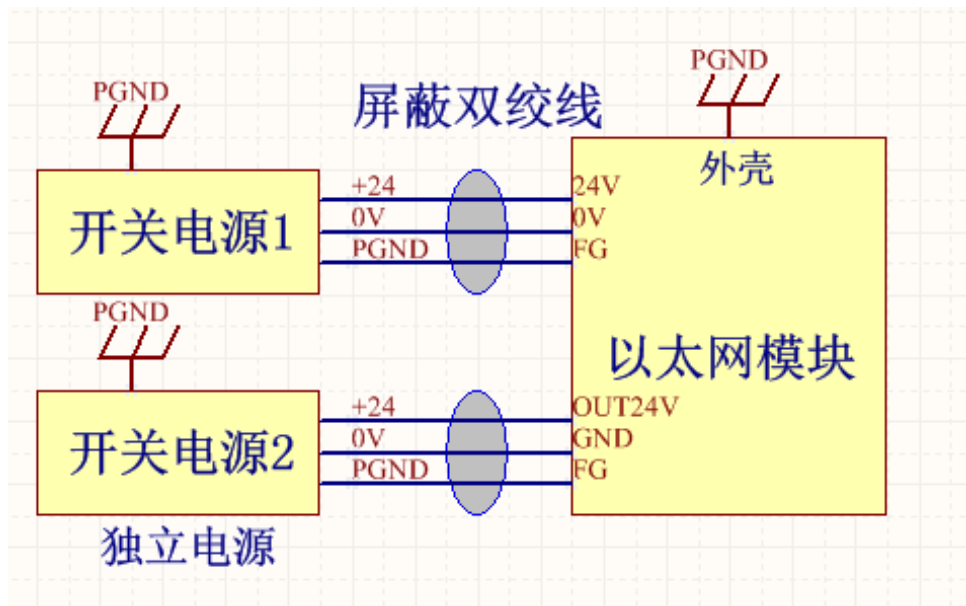 PGND
PGND
屏蔽双绞线
外壳
开关电源1
+24
0V
PGND
24V
0V
FG
PGND
以太网模块
开关电源2
+24
0V
PGND
OUT24V
GND
FG
独立电源